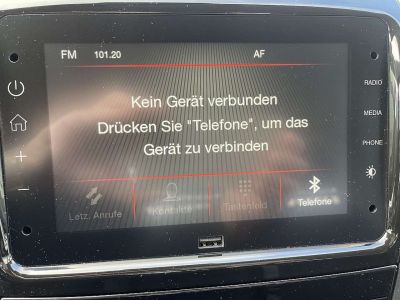 FM 101.20 AF
Kein Gerät verbunden
Drücken Sie "Telefone", um das
Gerät zu verbinden
Letz. Anrufe Kontakte Tastenfeld Telefone
RADIO
MEDIA
PHONE